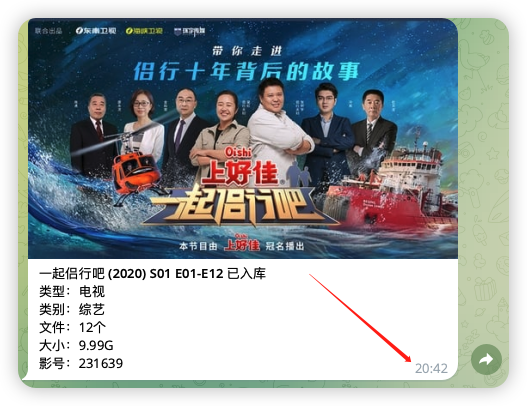 联合出品
东南卫视
海峡卫视
带你走进
侣行十年背后的故事
Oishi
上好佳
一起侣行吧
本节目由 Oishi 上好佳 冠名播出
一起侣行吧 (2020) S01 E01-E12 已入库
类型：电视
类别：综艺
文件：12个
大小：9.99G
影号：231639
20:42